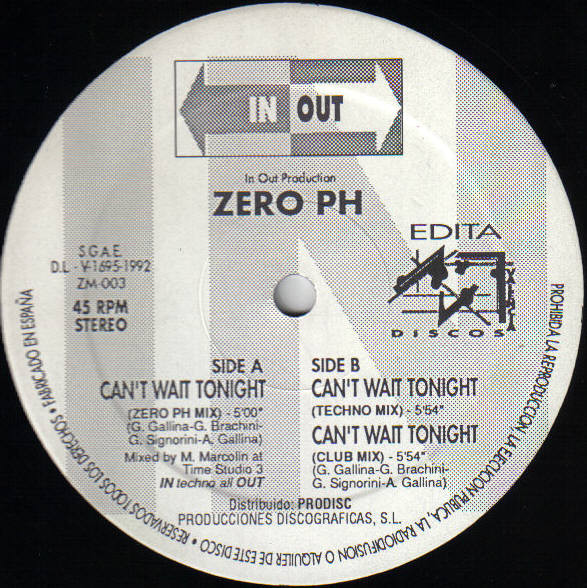 IN OUT
In Out Production
ZERO PH
EDITA
DISCOS
S.G.A.E.
D.L. - V-1695-1992
ZM-003
45 RPM
STEREO
SIDE A
CAN'T WAIT TONIGHT
(ZERO PH MIX) - 5'00"
(G. Gallina-G. Brachini-
G. Signorini-A. Gallina)
Mixed by M. Marcolin at
Time Studio 3
IN techno all OUT
SIDE B
CAN'T WAIT TONIGHT
(TECHNO MIX) - 5'54"
CAN'T WAIT TONIGHT
(CLUB MIX) - 5'54"
(G. Gallina-G. Brachini-
G. Signorini-A. Gallina)
Distribuido: PRODISC
PRODUCCIONES DISCOGRAFICAS, S.L.
PROHIBIDA LA REPRODUCCION, LA EJECUCION PUBLICA, LA RADIODIFUSION O ALQUILER DE ESTE DISCO • RESERVADOS TODOS LOS DERECHOS • FABRICADO EN ESPAÑA